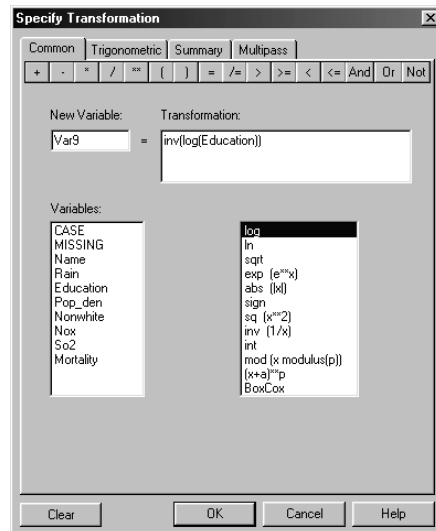 Specify Transformation
Common Trigonometric Summary Multipass
+ - * / ** ( ) = /= > >= < <= And Or Not
New Variable: Transformation:
Var9 = inv(log(Education))
Variables:
CASE
MISSING
Name
Rain
Education
Pop_den
Nonwhite
Nox
So2
Mortality
log
ln
sqrt
exp (e**x)
abs (|x|)
sign
sq (x**2)
inv (1/x)
int
mod (x modulus(p))
(x+a)**p
BoxCox
Clear OK Cancel Help